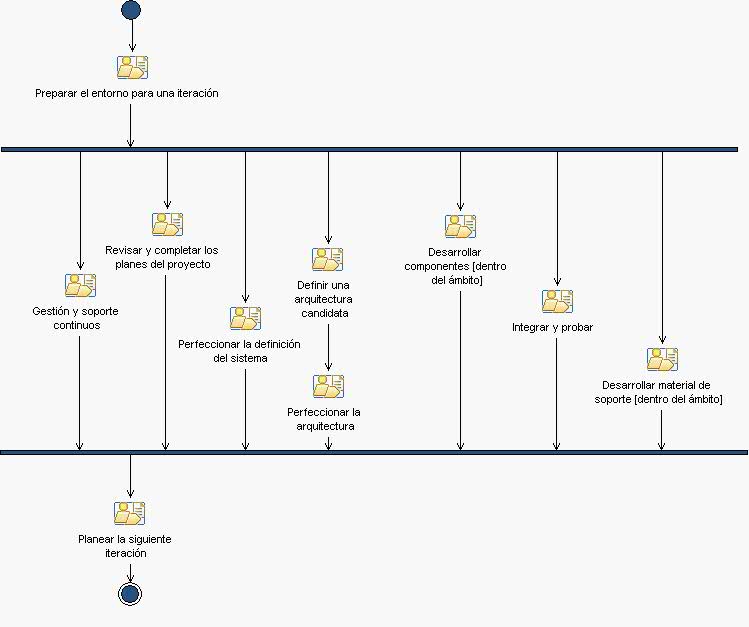 Preparar el entorno para una iteración
Revisar y completar los
planes del proyecto
Desarrollar
componentes [dentro
del ámbito]
Definir una
arquitectura
candidata
Gestión y soporte
continuos
Integrar y probar
Perfeccionar la definición
del sistema
Desarrollar material de
soporte [dentro del ámbito]
Perfeccionar la
arquitectura
Planear la siguiente
iteración